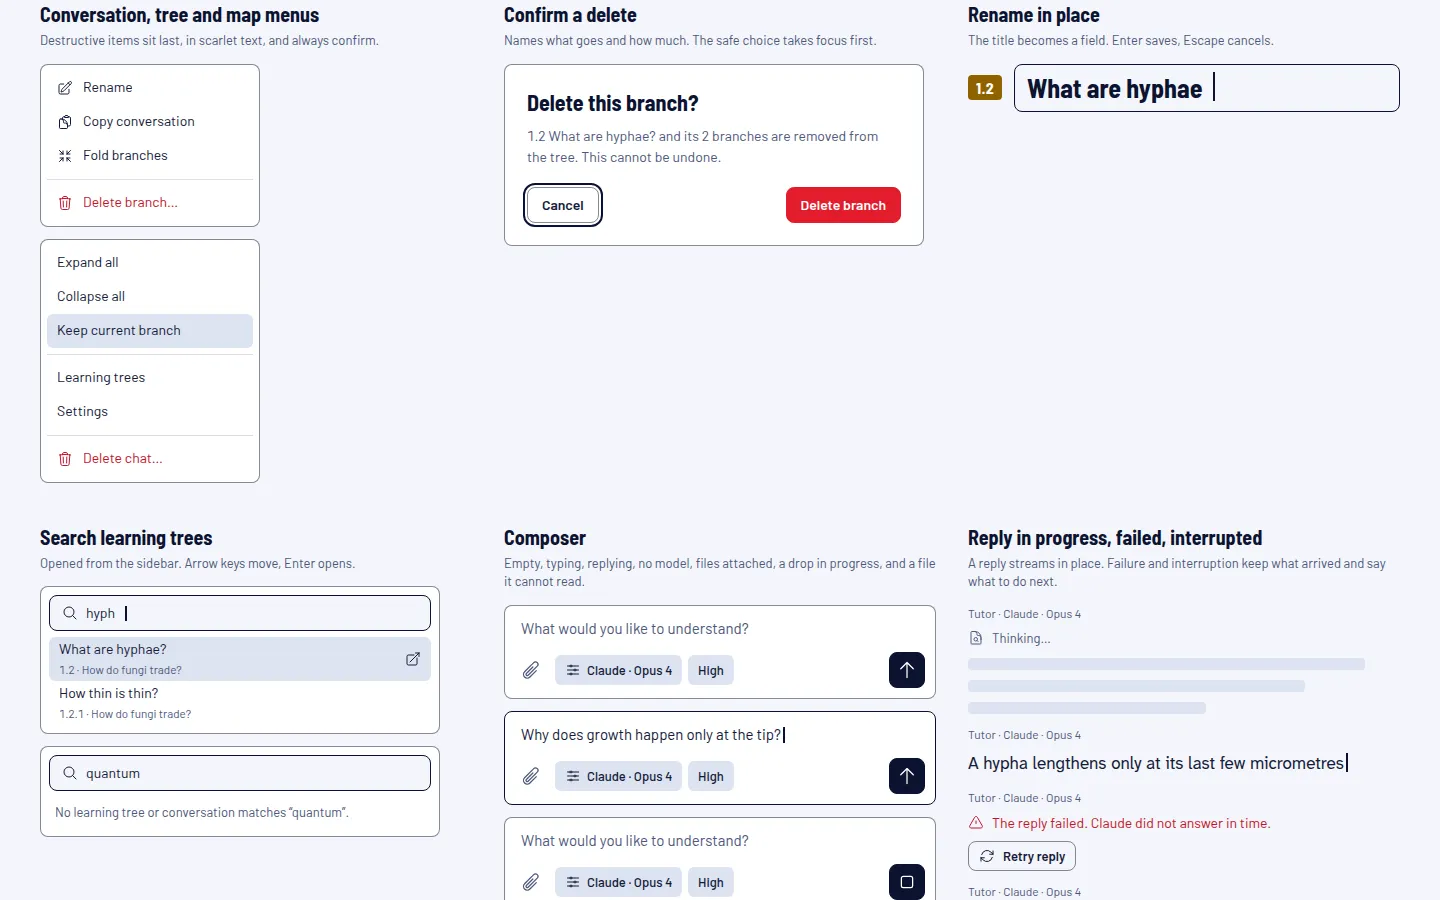 Conversation, tree and map menus
Destructive items sit last, in scarlet text, and always confirm.
Rename
Copy conversation
Fold branches
Delete branch...
Expand all
Collapse all
Keep current branch
Learning trees
Settings
Delete chat...
Confirm a delete
Names what goes and how much. The safe choice takes focus first.
Delete this branch?
1.2 What are hyphae? and its 2 branches are removed from
the tree. This cannot be undone.
Cancel
Delete branch
Rename in place
The title becomes a field. Enter saves, Escape cancels.
1.2
What are hyphae
Search learning trees
Opened from the sidebar. Arrow keys move, Enter opens.
hyph
What are hyphae?
1.2 · How do fungi trade?
How thin is thin?
1.2.1 · How do fungi trade?
quantum
No learning tree or conversation matches “quantum”.
Composer
Empty, typing, replying, no model, files attached, a drop in progress, and a file
it cannot read.
What would you like to understand?
Claude · Opus 4
High
Why does growth happen only at the tip?
Claude · Opus 4
High
What would you like to understand?
Claude · Opus 4
High
Reply in progress, failed, interrupted
A reply streams in place. Failure and interruption keep what arrived and say
what to do next.
Tutor · Claude · Opus 4
Thinking...
Tutor · Claude · Opus 4
A hypha lengthens only at its last few micrometres
Tutor · Claude · Opus 4
The reply failed. Claude did not answer in time.
Retry reply
Tutor · Claude · Opus 4